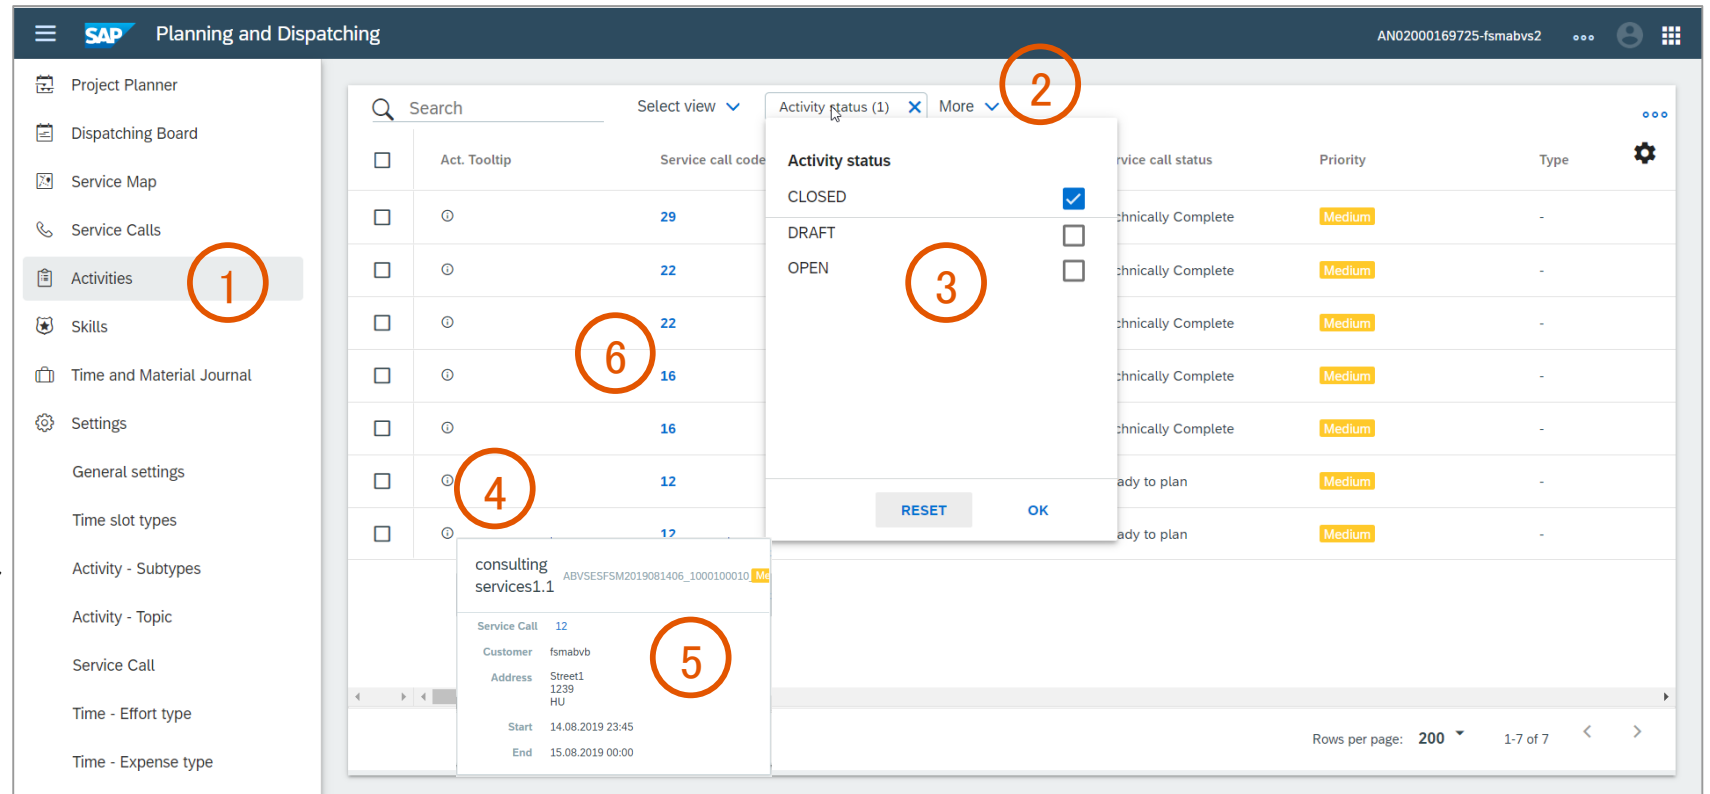 SAP Planning and Dispatching
AN02000169725-fsmabvs2
Project Planner
Dispatching Board
Service Map
Service Calls
Activities
Skills
Time and Material Journal
Settings
General settings
Time slot types
Activity - Subtypes
Activity - Topic
Service Call
Time - Effort type
Time - Expense type
1
Search
Select view
Activity status (1)
More
2
Act. Tooltip
Service call code
rvice call status
Priority
Type
29
chnically Complete
Medium
-
22
chnically Complete
Medium
-
22
chnically Complete
Medium
-
16
chnically Complete
Medium
-
16
chnically Complete
Medium
-
12
ady to plan
Medium
-
12
ady to plan
Medium
-
Activity status
CLOSED
DRAFT
OPEN
3
RESET
OK
6
4
consulting
services1.1
ABVSESFSM2019081406_1000100010_
Me
Service Call 12
Customer fsmabvb
Address Street1
1239
HU
Start 14.08.2019 23:45
End 15.08.2019 00:00
5
Rows per page: 200
1-7 of 7